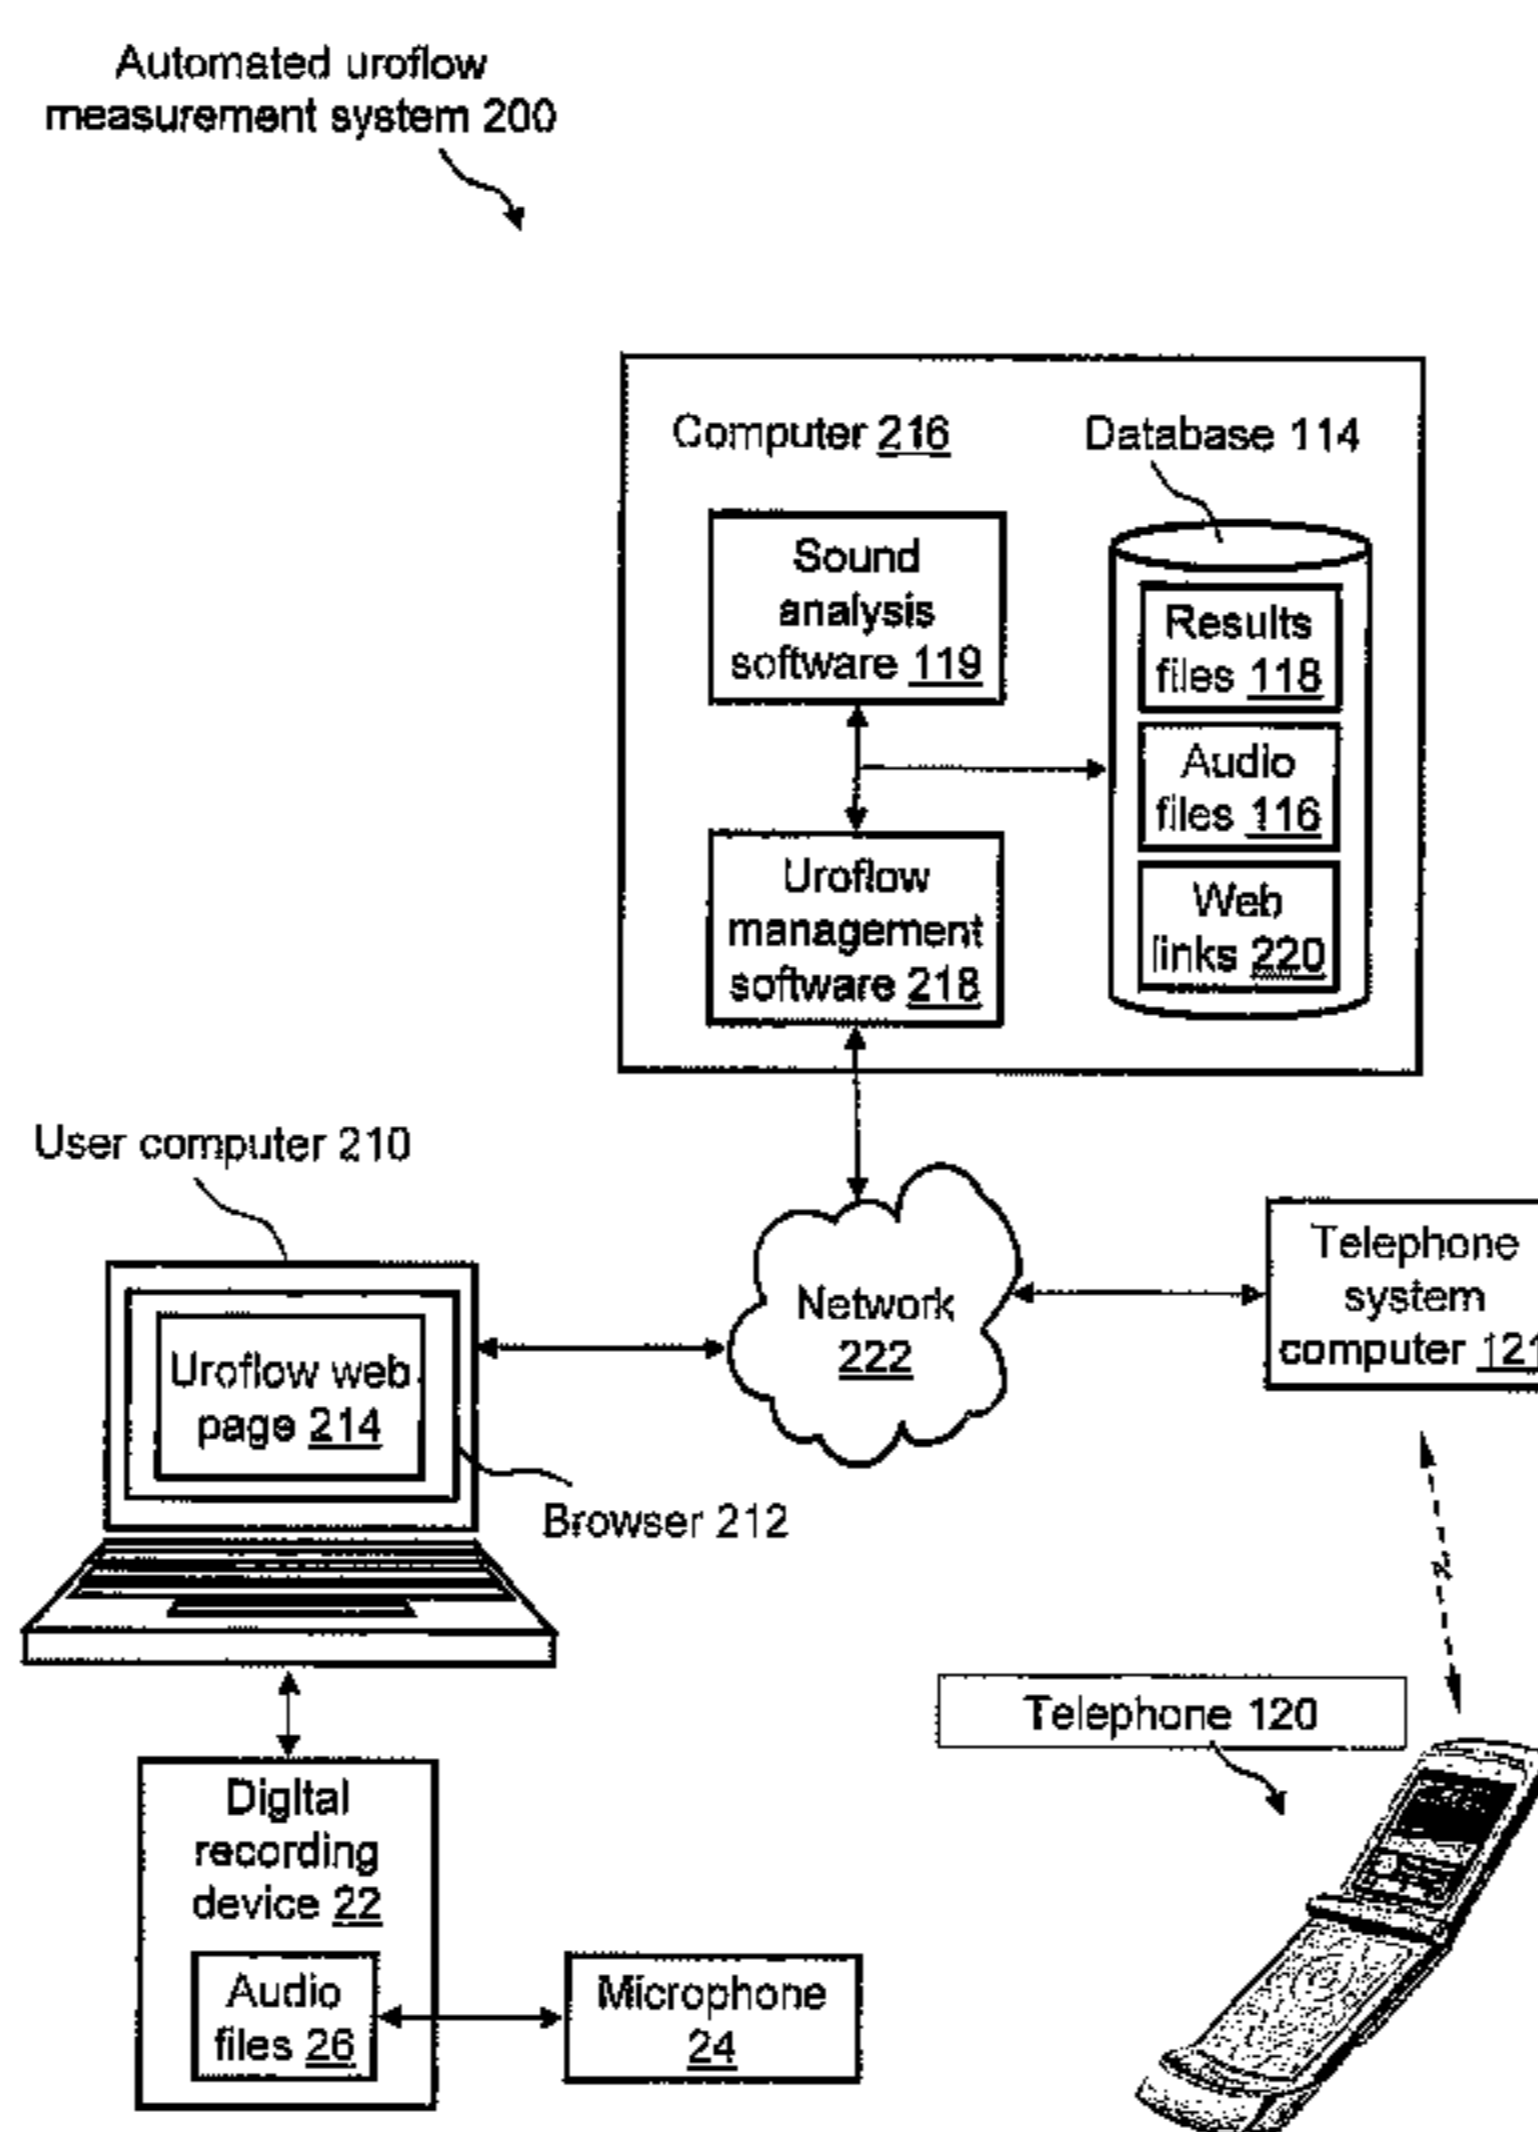 Automated uroflow
measurement system 200
Computer 216
Database 114
Sound
analysis
software 119
Results
files 118
Audio
files 116
Uroflow
management
software 218
Web
links 220
User computer 210
Telephone
system
computer 121
Network
222
Uroflow web
page 214
Browser 212
Telephone 120
Digital
recording
device 22
Audio
files 26
Microphone
24